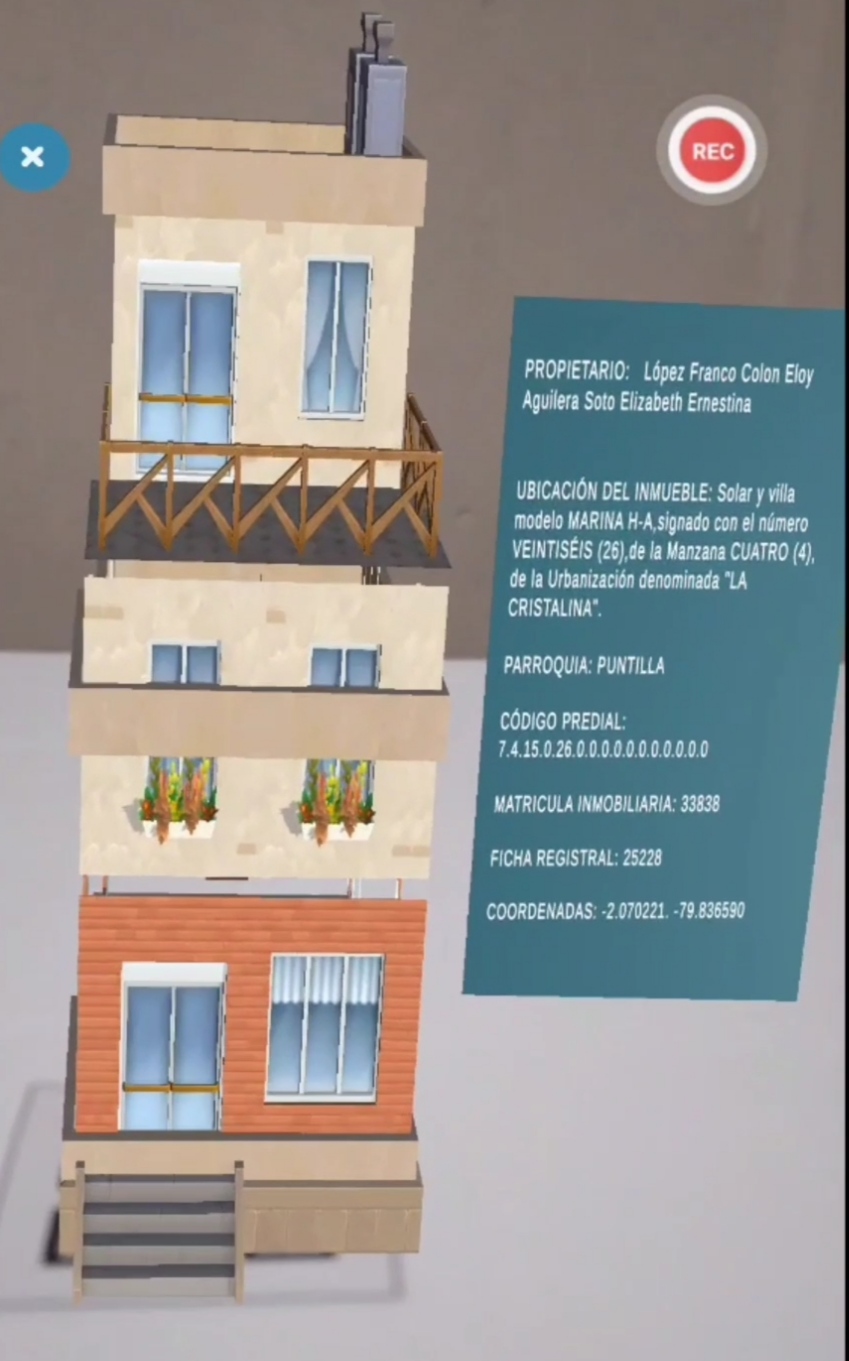 REC
PROPIETARIO: López Franco Colon Eloy
Aguilera Soto Elizabeth Ernestina
UBICACIÓN DEL INMUEBLE: Solar y villa
modelo MARINA H-A,signado con el número
VEINTISÉIS (26),de la Manzana CUATRO (4),
de la Urbanización denominada "LA
CRISTALINA".
PARROQUIA: PUNTILLA
CÓDIGO PREDIAL:
7.4.15.0.26.0.0.0.0.0.0.0.0.0.0
MATRICULA INMOBILIARIA: 33838
FICHA REGISTRAL: 25228
COORDENADAS: -2.070221. -79.836590